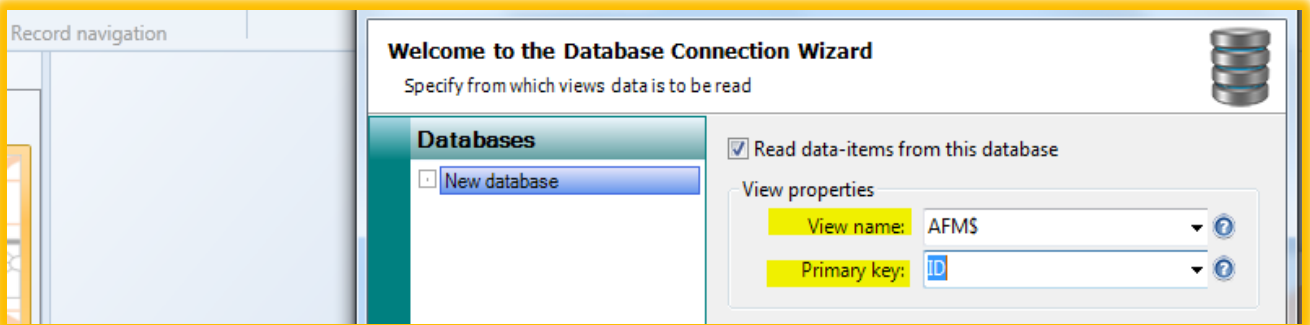 Record navigation
Welcome to the Database Connection Wizard
Specify from which views data is to be read
Databases
New database
Read data-items from this database
View properties
View name: AFM$
Primary key: ID